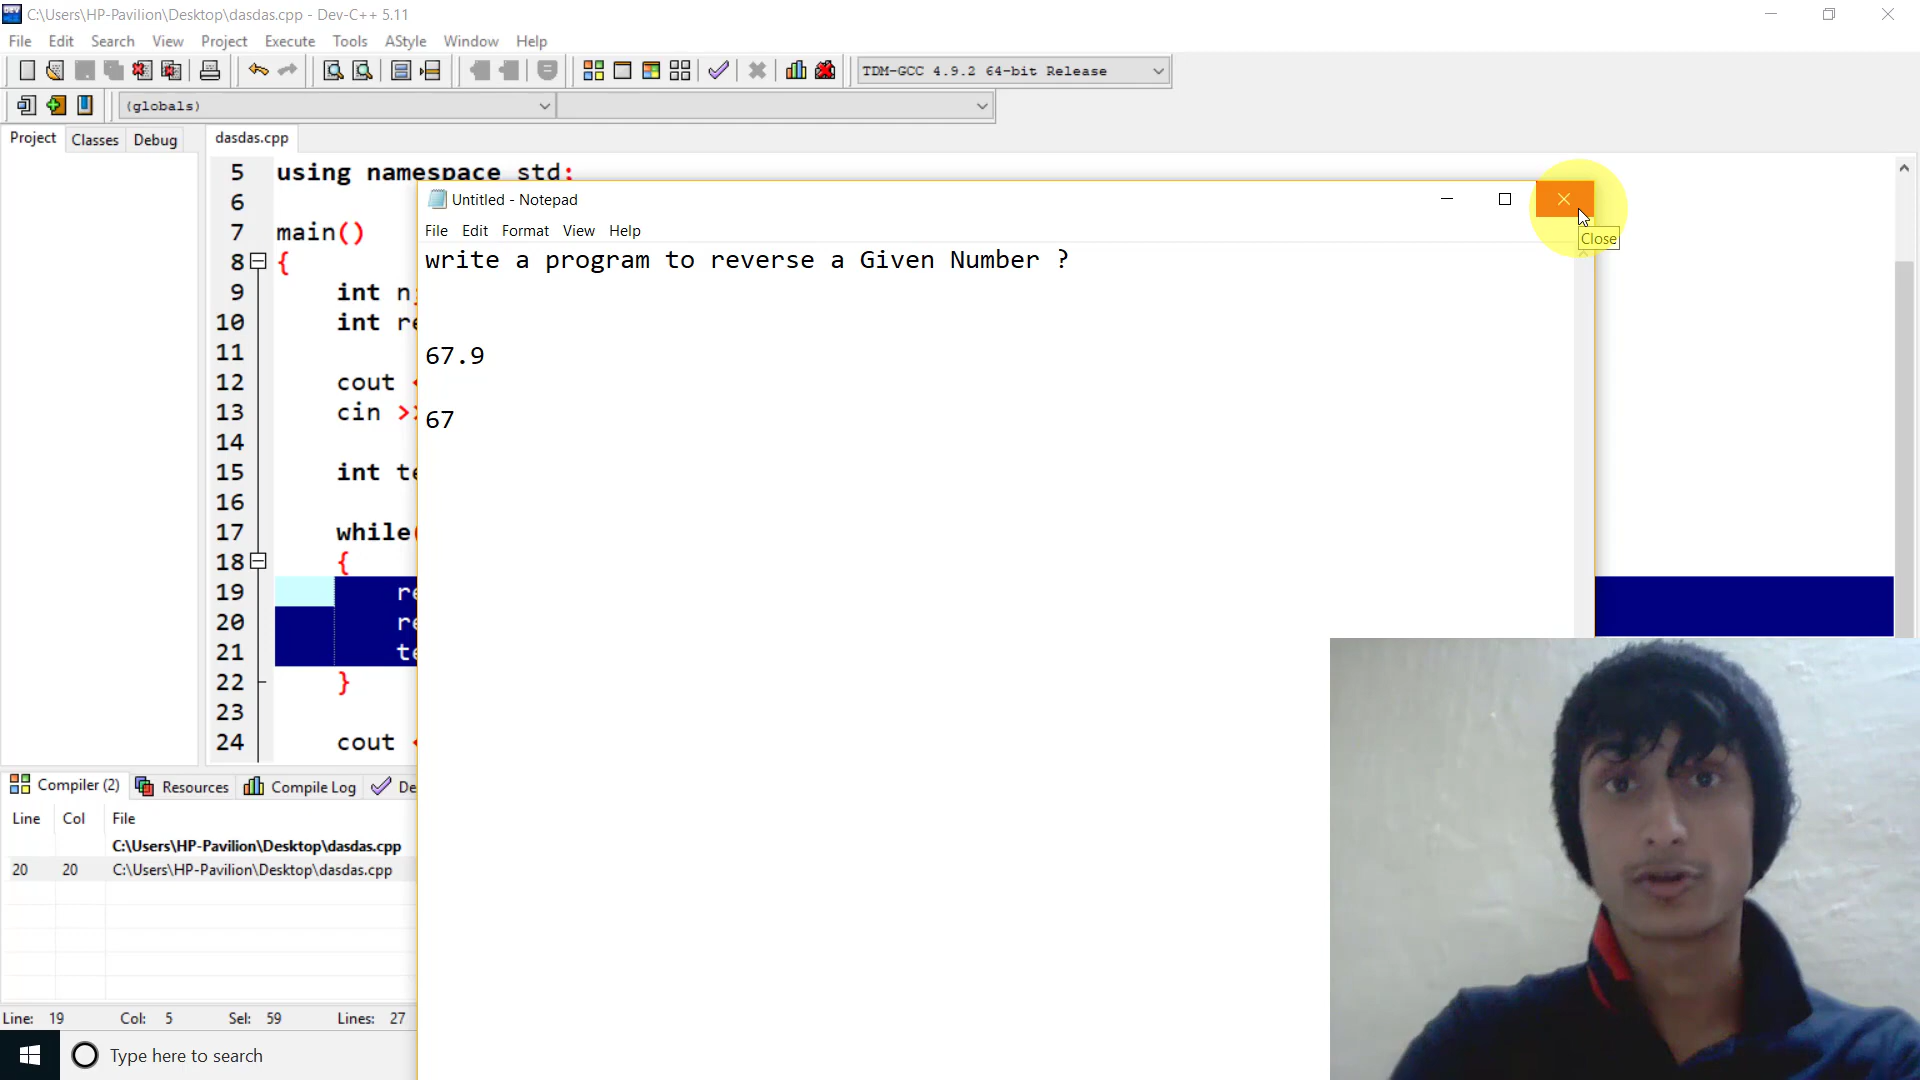 C:\Users\HP-Pavilion\Desktop\dasdas.cpp - Dev-C++ 5.11
File Edit Search View Project Execute Tools AStyle Window Help
TDM-GCC 4.9.2 64-bit Release
(globals)
Project Classes Debug
dasdas.cpp
5 using namespace std;
6
7 main()
8 {
9 int n;
10 int re
11
12 cout <
13 cin >>
14
15 int te
16
17 while(
18 {
19 re
20 re
21 te
22 }
23
24 cout <
Untitled - Notepad
File Edit Format View Help
Close
write a program to reverse a Given Number ?
67.9
67
Compiler (2) Resources Compile Log De
Line Col File
C:\Users\HP-Pavilion\Desktop\dasdas.cpp
20 20 C:\Users\HP-Pavilion\Desktop\dasdas.cpp
Line: 19 Col: 5 Sel: 59 Lines: 27
Type here to search